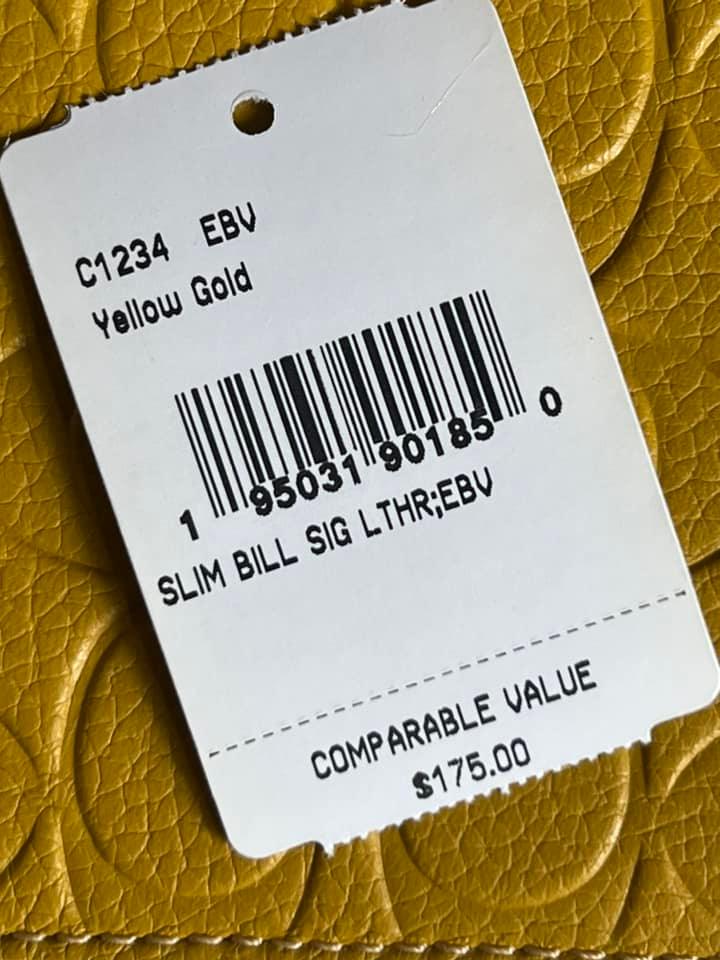 C1234 EBV
Yellow Gold
1 95031 90185 0
SLIM BILL SIG LTHR;EBV
COMPARABLE VALUE
$175.00